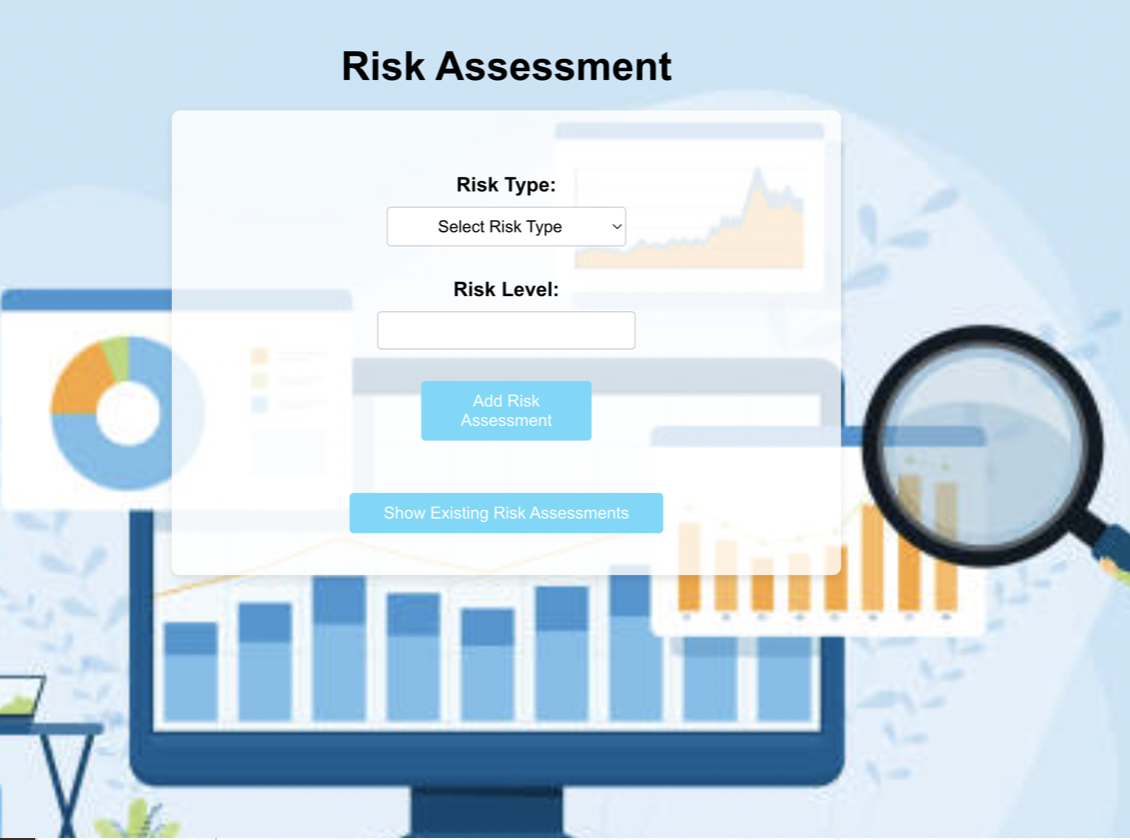 Risk Assessment
Risk Type:
Select Risk Type
Risk Level:
Add Risk
Assessment
Show Existing Risk Assessments